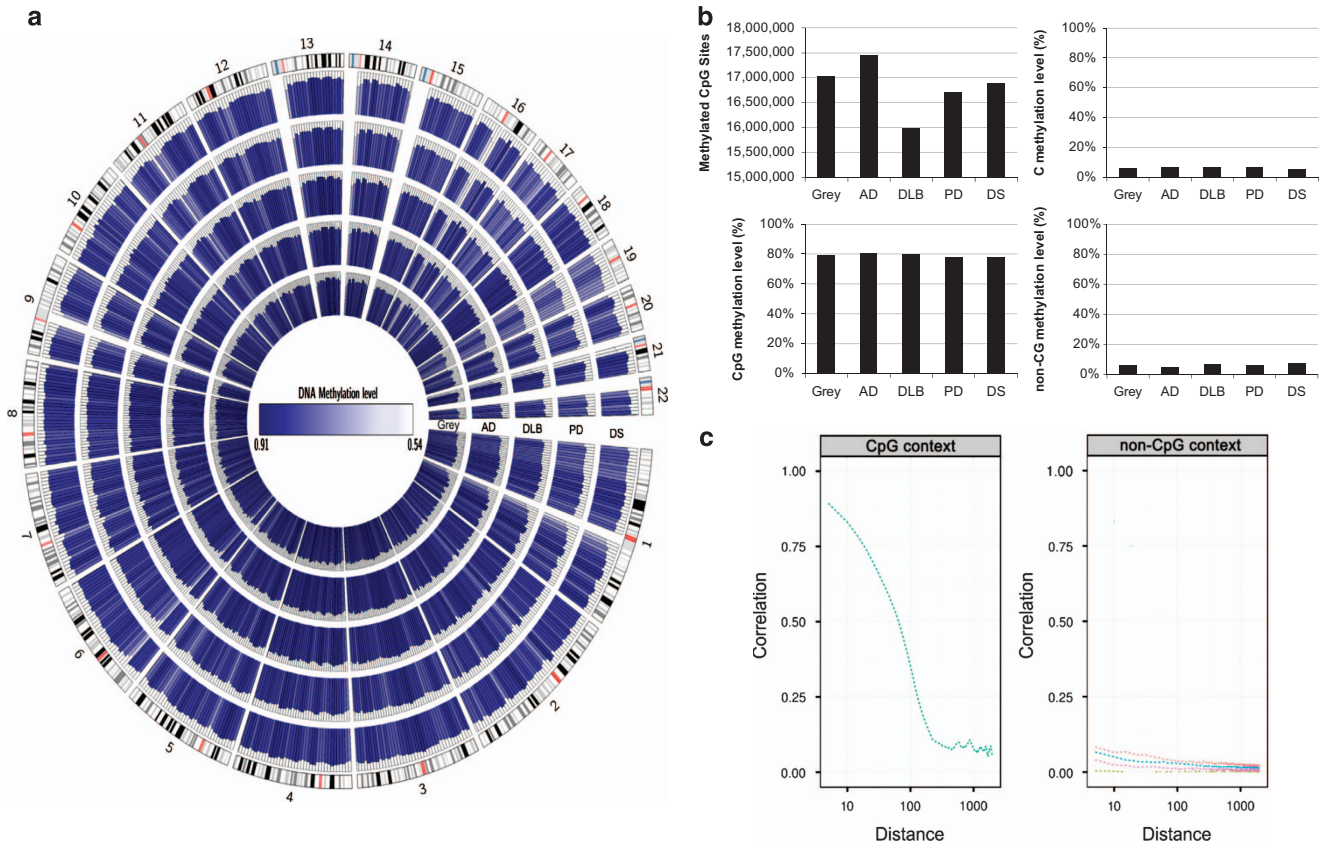 a
13
14
12
15
11
16
17
10
18
19
9
20
21
8
22
7
1
6
2
5
3
4
DNA Methylation level
0.91 0.54
Grey AD DLB PD DS
b
Methylated CpG Sites
18,000,000
17,500,000
17,000,000
16,500,000
16,000,000
15,500,000
15,000,000
Grey AD DLB PD DS
C methylation level (%)
100%
80%
60%
40%
20%
0%
Grey AD DLB PD DS
CpG methylation level (%)
100%
80%
60%
40%
20%
0%
Grey AD DLB PD DS
non-CG methylation level (%)
100%
80%
60%
40%
20%
0%
Grey AD DLB PD DS
c
CpG context
Correlation
1.00
0.75
0.50
0.25
0.00
10 100 1000
Distance
non-CpG context
Correlation
1.00
0.75
0.50
0.25
0.00
10 100 1000
Distance